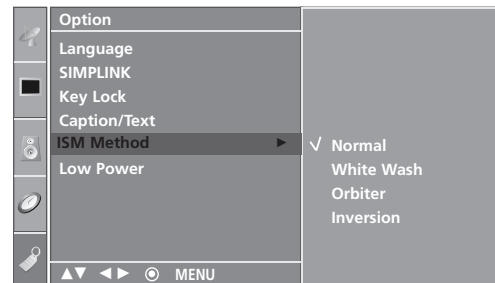 Option
Language
SIMPLINK
Key Lock
Caption/Text
ISM Method ►
Low Power
√ Normal
White Wash
Orbiter
Inversion
▲▼ ◄► ⦿ MENU